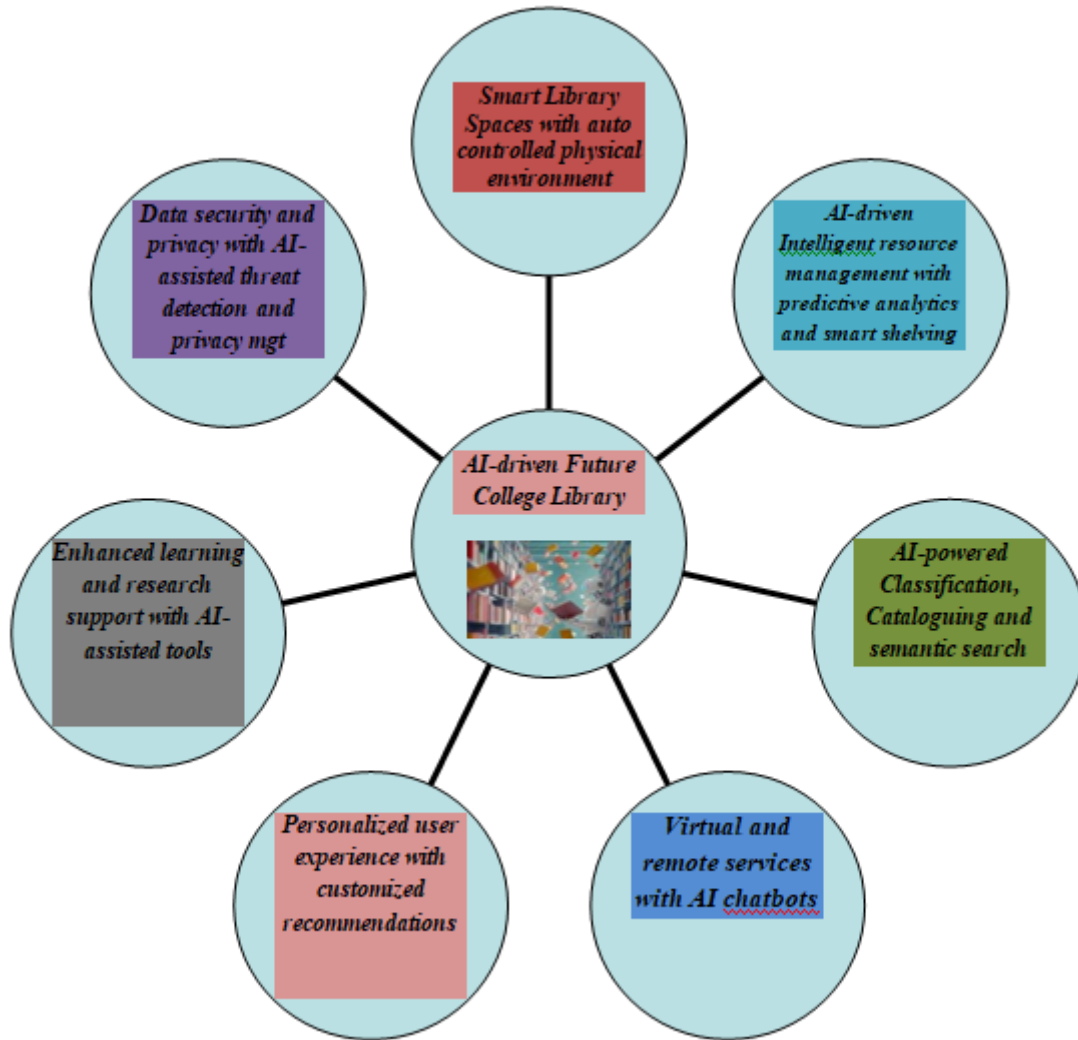 Smart Library
Spaces with auto
controlled physical
environment
Data security and
privacy with AI-
assisted threat
detection and
privacy mgt
AI-driven
Intelligent resource
management with
predictive analytics
and smart shelving
AI-driven Future
College Library
Enhanced learning
and research
support with AI-
assisted tools
AI-powered
Classification,
Cataloguing and
semantic search
Personalized user
experience with
customized
recommendations
Virtual and
remote services
with AI chatbots